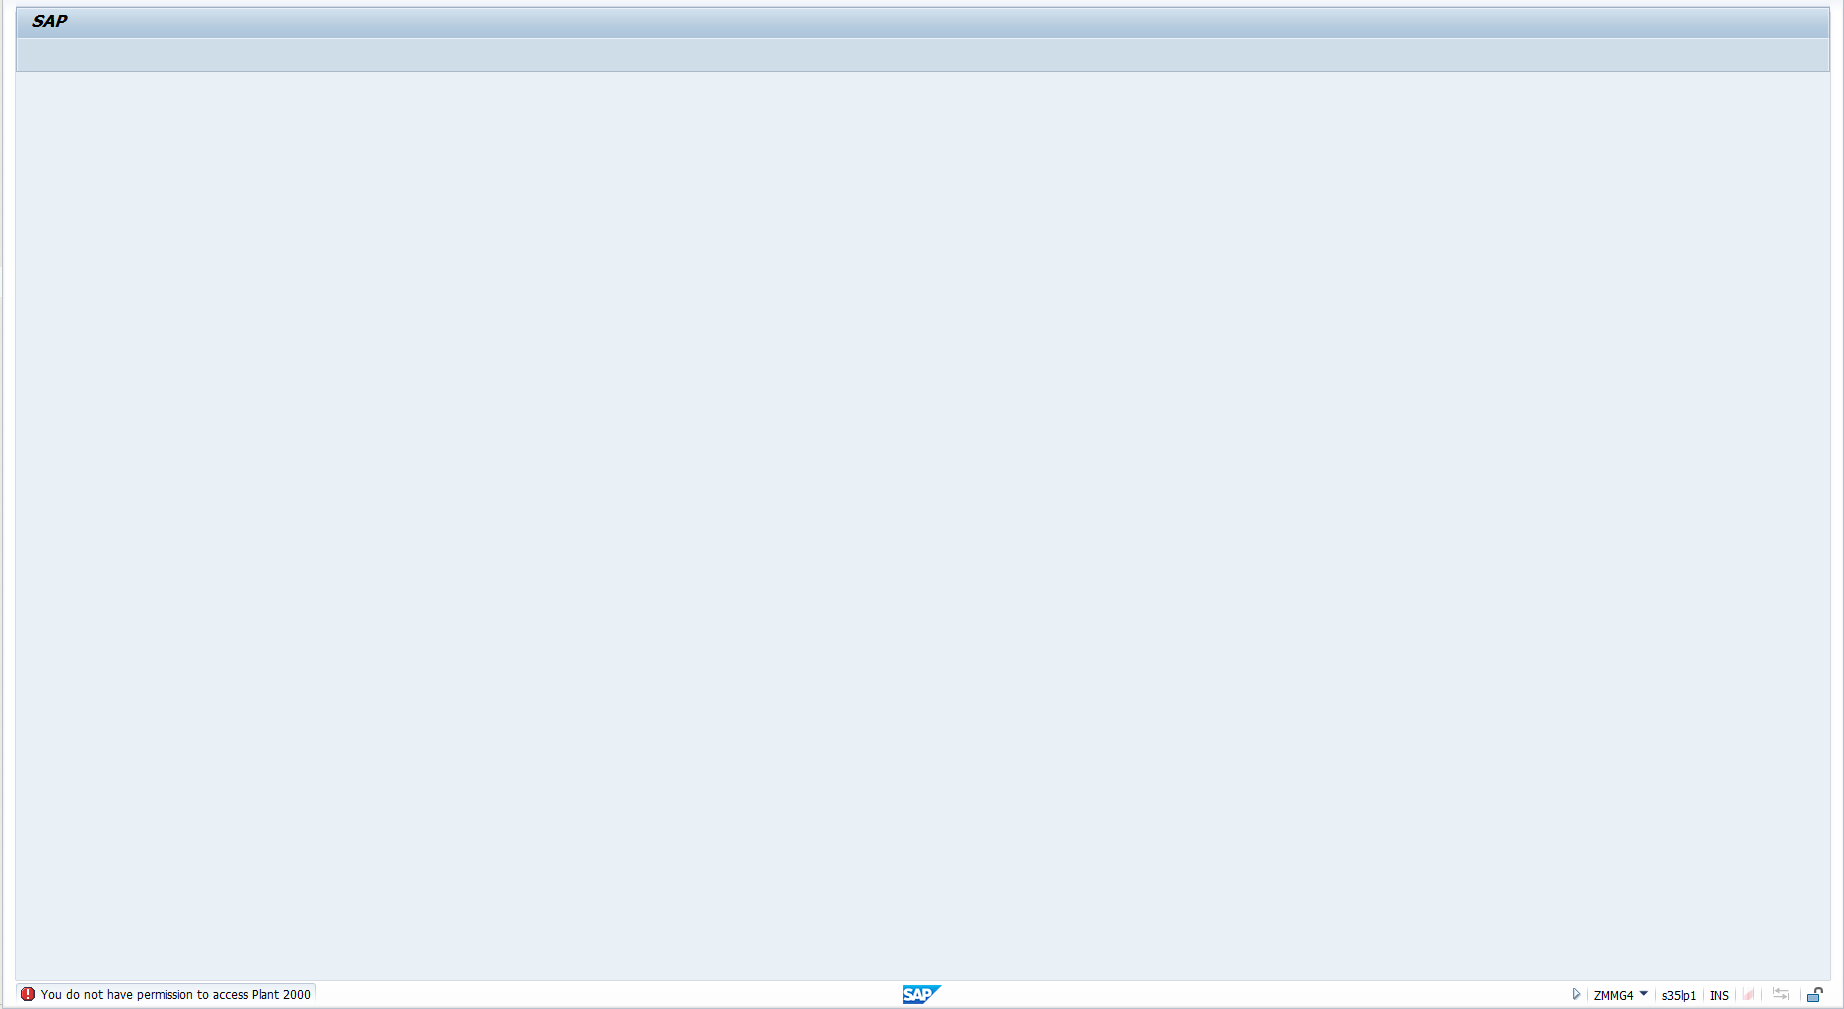 SAP
You do not have permission to access Plant 2000
SAP
ZMMG4
s35lp1
INS